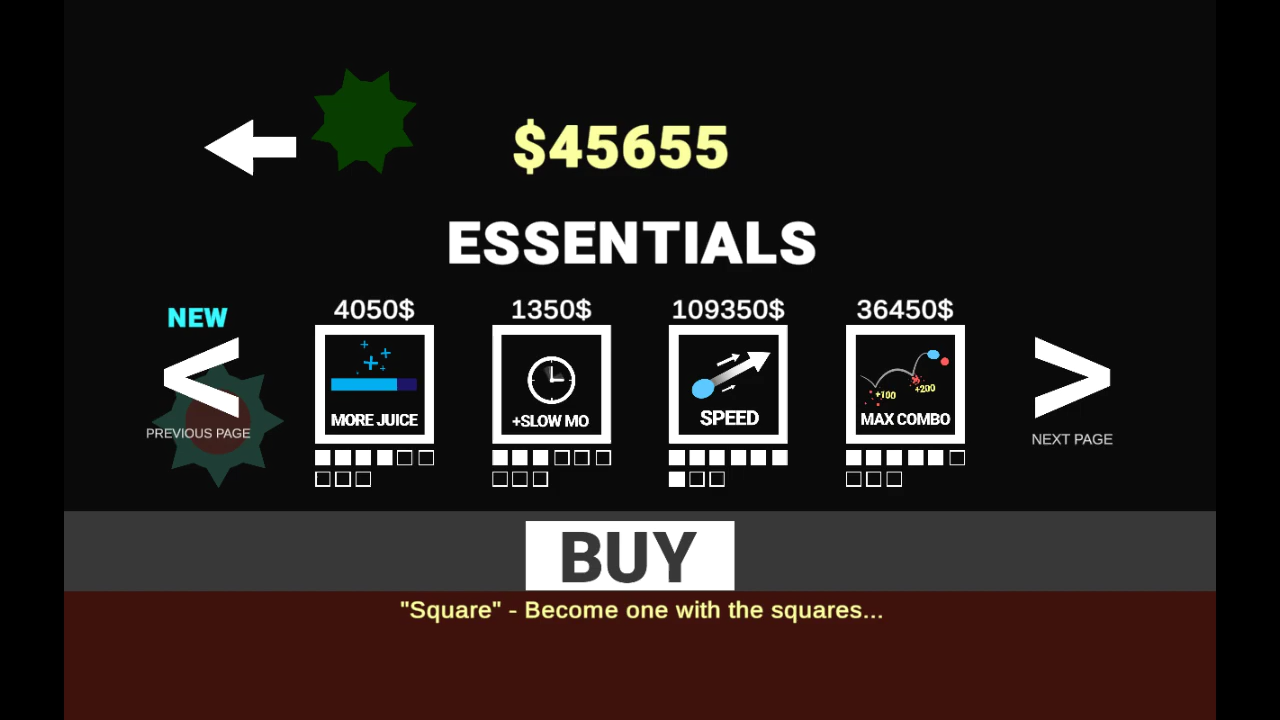 $45655
ESSENTIALS
NEW
4050$
1350$
109350$
36450$
<
>
+100
+200
MORE JUICE
+SLOW MO
SPEED
MAX COMBO
PREVIOUS PAGE
NEXT PAGE
BUY
"Square" - Become one with the squares...